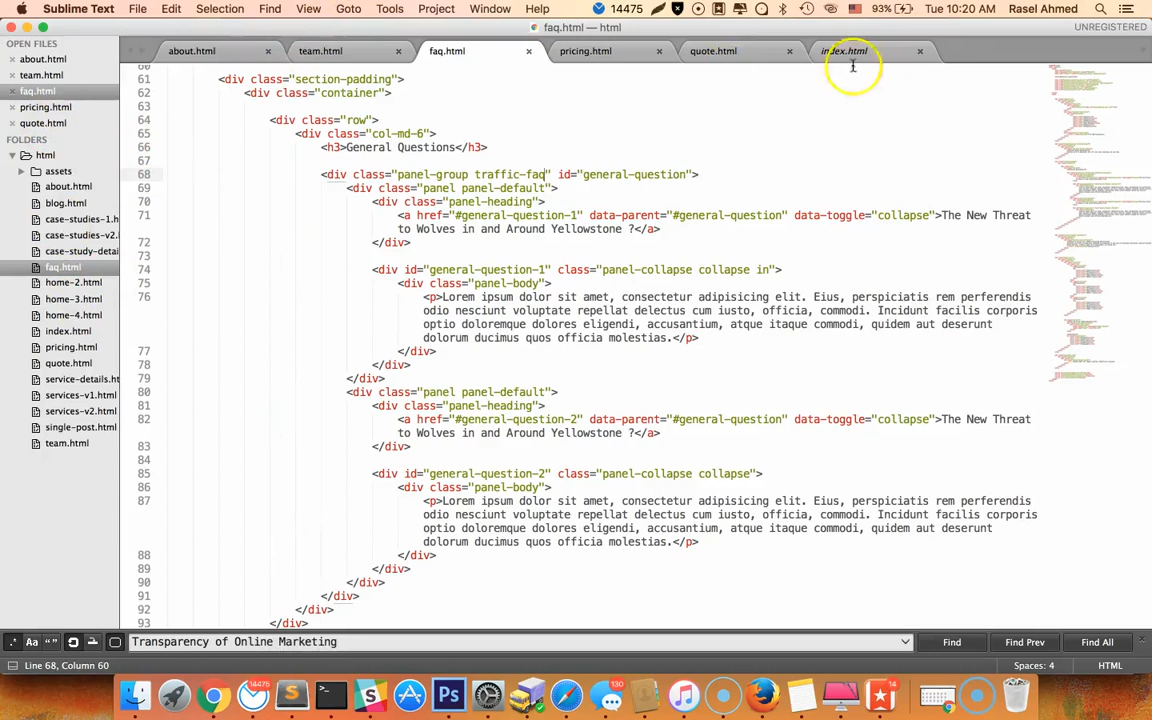 Sublime Text File Edit Selection Find View Goto Tools Project Window Help 14475 93% Tue 10:20 AM Rasel Ahmed
faq.html — html UNREGISTERED
OPEN FILES
about.html
team.html
faq.html
pricing.html
quote.html
FOLDERS
html
assets
about.html
blog.html
case-studies-1.h
case-studies-v2.
case-study-detai
faq.html
home-2.html
home-3.html
home-4.html
index.html
pricing.html
quote.html
service-details.ht
services-v1.html
services-v2.html
single-post.html
team.html
about.html team.html faq.html pricing.html quote.html index.html
60
61 <div class="section-padding">
62 <div class="container">
63
64 <div class="row">
65 <div class="col-md-6">
66 <h3>General Questions</h3>
67
68 <div class="panel-group traffic-faq" id="general-question">
69 <div class="panel panel-default">
70 <div class="panel-heading">
71 <a href="#general-question-1" data-parent="#general-question" data-toggle="collapse">The New Threat
to Wolves in and Around Yellowstone ?</a>
72 </div>
73
74 <div id="general-question-1" class="panel-collapse collapse in">
75 <div class="panel-body">
76 <p>Lorem ipsum dolor sit amet, consectetur adipisicing elit. Eius, perspiciatis rem perferendis
odio nesciunt voluptate repellat delectus cum iusto, officia, commodi. Incidunt facilis corporis
optio doloremque dolores eligendi, accusantium, atque itaque commodi, quidem aut deserunt
dolorum ducimus quos officia molestias.</p>
77 </div>
78 </div>
79 </div>
80 <div class="panel panel-default">
81 <div class="panel-heading">
82 <a href="#general-question-2" data-parent="#general-question" data-toggle="collapse">The New Threat
to Wolves in and Around Yellowstone ?</a>
83 </div>
84
85 <div id="general-question-2" class="panel-collapse collapse">
86 <div class="panel-body">
87 <p>Lorem ipsum dolor sit amet, consectetur adipisicing elit. Eius, perspiciatis rem perferendis
odio nesciunt voluptate repellat delectus cum iusto, officia, commodi. Incidunt facilis corporis
optio doloremque dolores eligendi, accusantium, atque itaque commodi, quidem aut deserunt
dolorum ducimus quos officia molestias.</p>
88 </div>
89 </div>
90 </div>
91 </div>
92 </div>
93 </div>
.* Aa “” Transparency of Online Marketing Find Find Prev Find All
Line 68, Column 60 Spaces: 4 HTML
14475 Ps 130 14